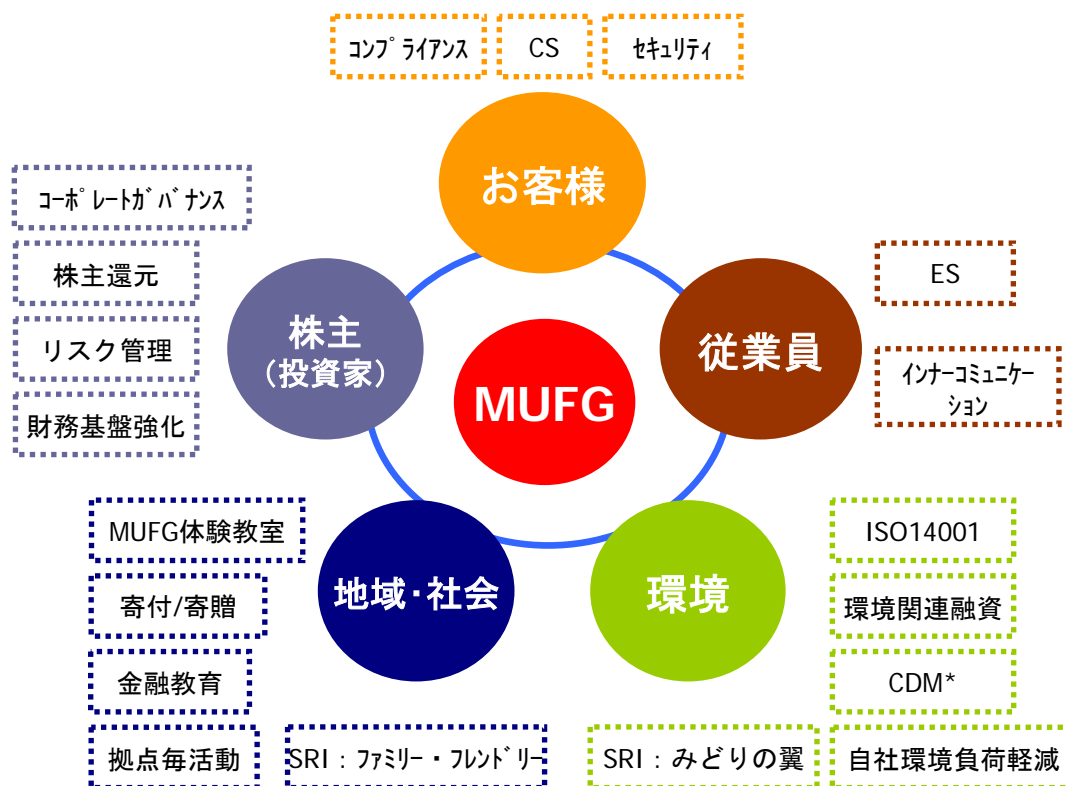 コンプライアンス
CS
セキュリティ
お客様
コーポレートガバナンス
株主還元
リスク管理
財務基盤強化
株主
(投資家)
MUFG
従業員
ES
インナーコミュニケー
ション
MUFG体験教室
寄付/寄贈
金融教育
拠点毎活動
SRI：ファミリー・フレンドリー
地域・社会
環境
ISO14001
環境関連融資
CDM*
SRI：みどりの翼
自社環境負荷軽減